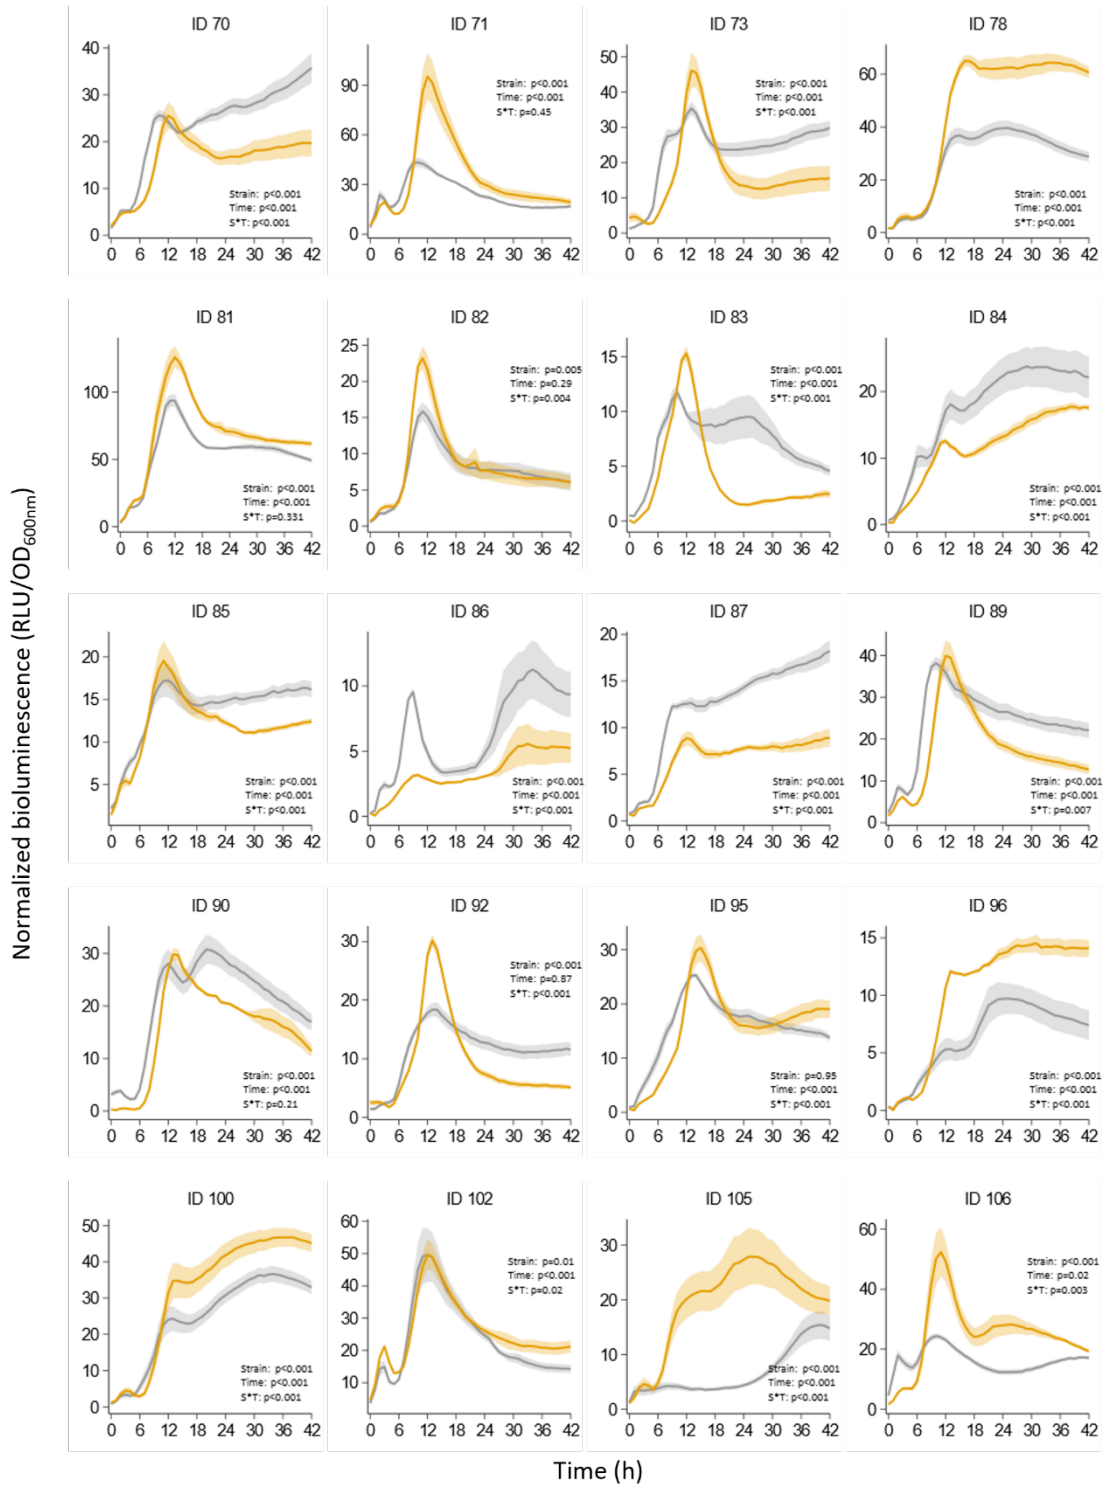 Normalized bioluminescence (RLU/OD600nm)
ID 70
40
30
20
10
0
Strain: p<0.001
Time: p<0.001
S*T: p<0.001
0 6 12 18 24 30 36 42
ID 71
90
60
30
0
Strain: p<0.001
Time: p<0.001
S*T: p=0.45
0 6 12 18 24 30 36 42
ID 73
50
40
30
20
10
0
Strain: p<0.001
Time: p<0.001
S*T: p<0.001
0 6 12 18 24 30 36 42
ID 78
60
40
20
0
Strain: p<0.001
Time: p<0.001
S*T: p<0.001
0 6 12 18 24 30 36 42
ID 81
100
50
0
Strain: p<0.001
Time: p<0.001
S*T: p=0.331
0 6 12 18 24 30 36 42
ID 82
25
20
15
10
5
0
Strain: p=0.005
Time: p=0.29
S*T: p=0.004
0 6 12 18 24 30 36 42
ID 83
15
10
5
0
Strain: p<0.001
Time: p<0.001
S*T: p<0.001
0 6 12 18 24 30 36 42
ID 84
20
10
0
Strain: p<0.001
Time: p<0.001
S*T: p<0.001
0 6 12 18 24 30 36 42
ID 85
20
15
10
5
Strain: p<0.001
Time: p<0.001
S*T: p<0.001
0 6 12 18 24 30 36 42
ID 86
10
5
0
Strain: p<0.001
Time: p<0.001
S*T: p<0.001
0 6 12 18 24 30 36 42
ID 87
20
15
10
5
0
Strain: p<0.001
Time: p<0.001
S*T: p<0.001
0 6 12 18 24 30 36 42
ID 89
40
30
20
10
0
Strain: p<0.001
Time: p<0.001
S*T: p=0.007
0 6 12 18 24 30 36 42
ID 90
30
20
10
0
Strain: p<0.001
Time: p<0.001
S*T: p=0.21
0 6 12 18 24 30 36 42
ID 92
30
20
10
0
Strain: p<0.001
Time: p=0.87
S*T: p<0.001
0 6 12 18 24 30 36 42
ID 95
30
20
10
0
Strain: p=0.95
Time: p<0.001
S*T: p<0.001
0 6 12 18 24 30 36 42
ID 96
15
10
5
0
Strain: p<0.001
Time: p<0.001
S*T: p<0.001
0 6 12 18 24 30 36 42
ID 100
50
40
30
20
10
0
Strain: p<0.001
Time: p<0.001
S*T: p<0.001
0 6 12 18 24 30 36 42
ID 102
60
50
40
30
20
10
Strain: p=0.01
Time: p<0.001
S*T: p=0.02
0 6 12 18 24 30 36 42
ID 105
30
20
10
0
Strain: p<0.001
Time: p<0.001
S*T: p<0.001
0 6 12 18 24 30 36 42
ID 106
60
40
20
0
Strain: p<0.001
Time: p=0.02
S*T: p=0.003
0 6 12 18 24 30 36 42
Time (h)